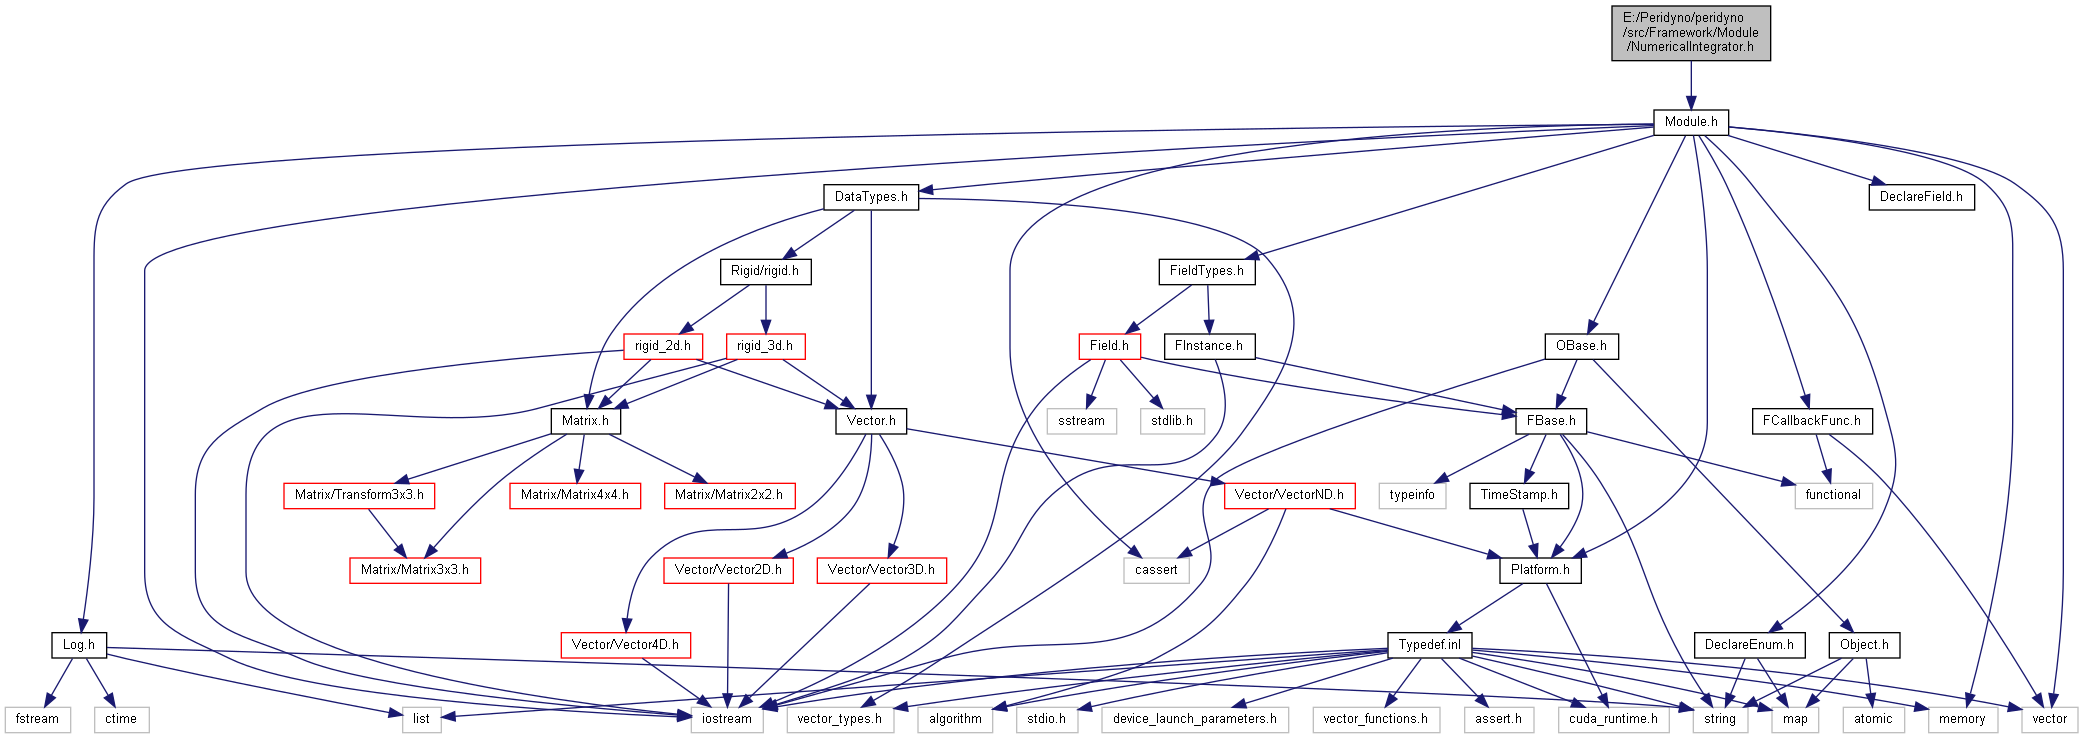 E:/Peridyno/peridyno
/src/Framework/Module
/NumericalIntegrator.h
Module.h
DataTypes.h
DeclareField.h
Rigid/rigid.h
FieldTypes.h
rigid_2d.h
rigid_3d.h
Field.h
FInstance.h
OBase.h
Matrix.h
Vector.h
sstream
stdlib.h
FBase.h
FCallbackFunc.h
Matrix/Transform3x3.h
Matrix/Matrix4x4.h
Matrix/Matrix2x2.h
Vector/VectorND.h
typeinfo
TimeStamp.h
functional
Matrix/Matrix3x3.h
Vector/Vector2D.h
Vector/Vector3D.h
cassert
Platform.h
Log.h
Vector/Vector4D.h
Typedef.inl
DeclareEnum.h
Object.h
fstream
ctime
list
iostream
vector_types.h
algorithm
stdio.h
device_launch_parameters.h
vector_functions.h
assert.h
cuda_runtime.h
string
map
atomic
memory
vector